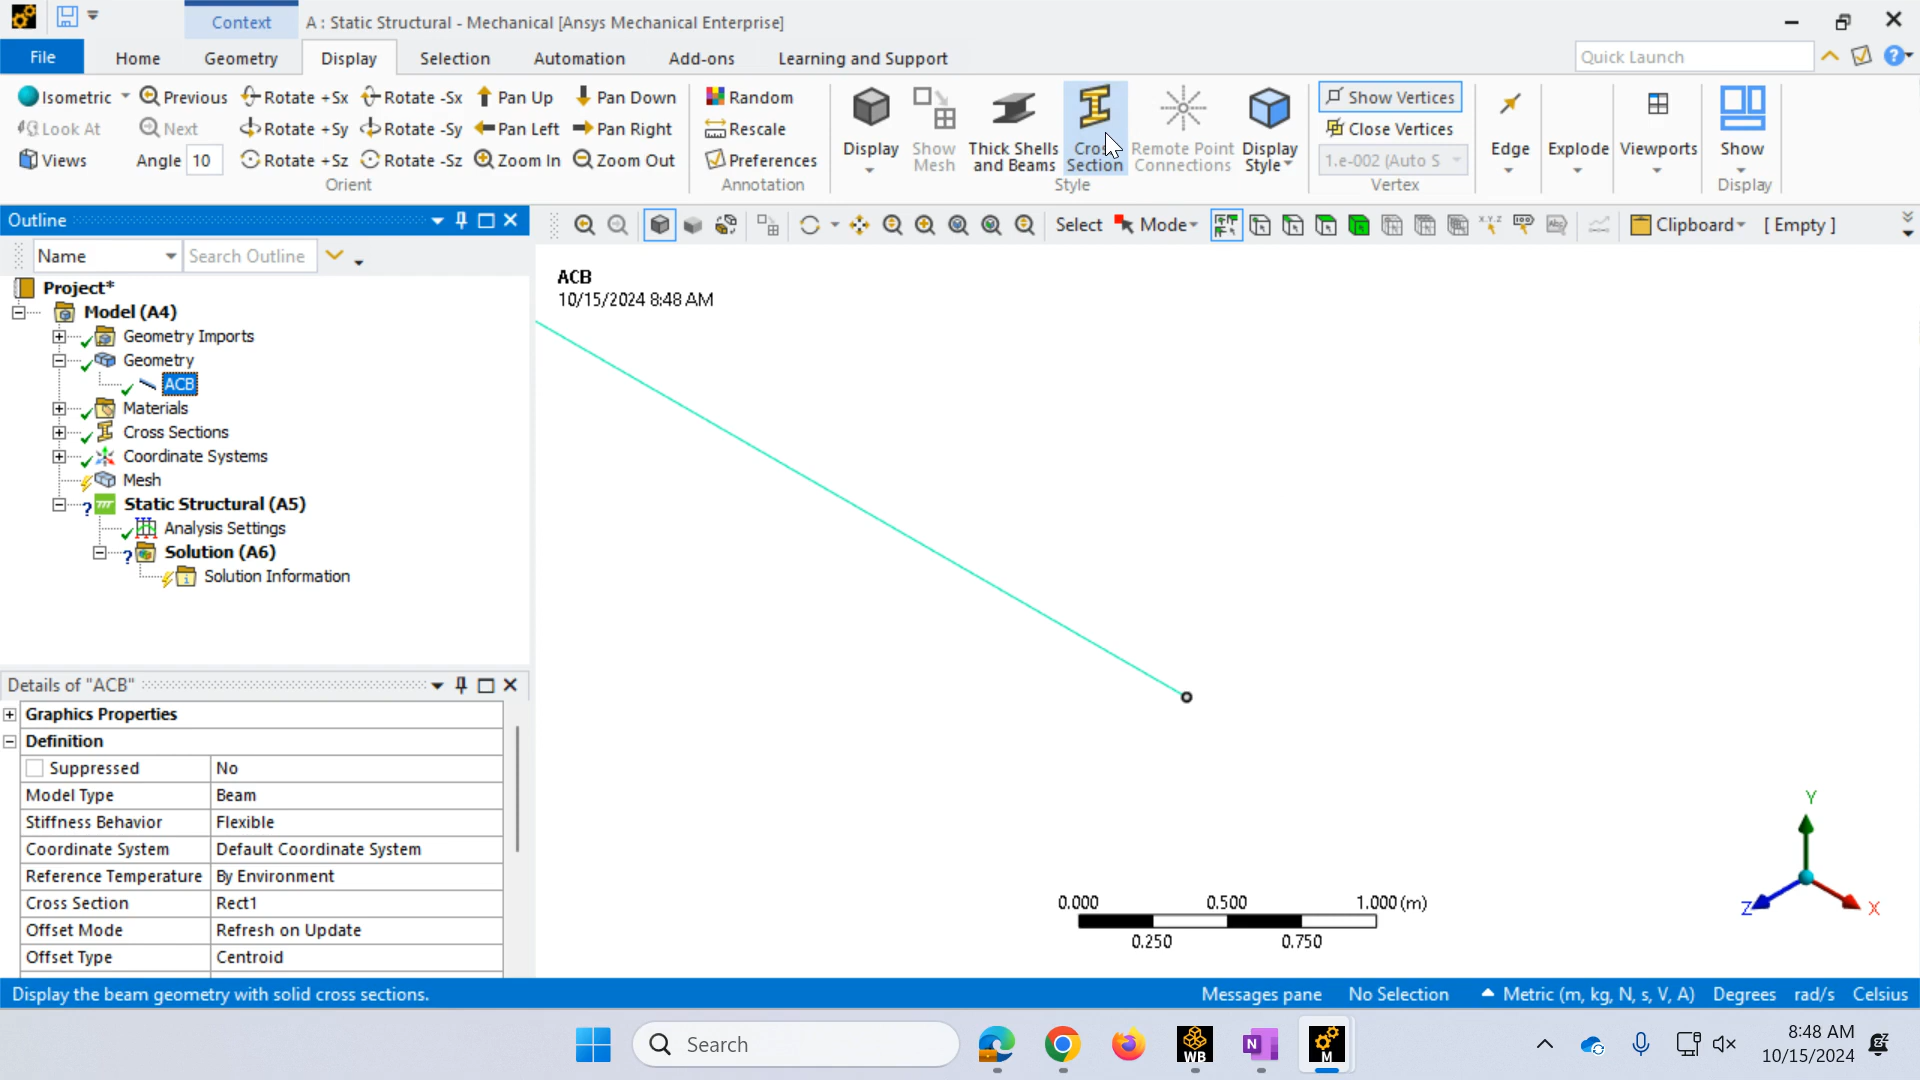 Context
A : Static Structural - Mechanical [Ansys Mechanical Enterprise]
File
Home
Geometry
Display
Selection
Automation
Add-ons
Learning and Support
Quick Launch
Isometric
Previous
Rotate +Sx
Rotate -Sx
Pan Up
Pan Down
Look At
Next
Rotate +Sy
Rotate -Sy
Pan Left
Pan Right
Views
Angle 10
Rotate +Sz
Rotate -Sz
Zoom In
Zoom Out
Orient
Random
Rescale
Preferences
Annotation
Display
Show
Mesh
Thick Shells
and Beams
Cross
Section
Remote Point
Connections
Display
Style
Style
Show Vertices
Close Vertices
1.e-002 (Auto S
Vertex
Edge
Explode
Viewports
Show
Display
Outline
Select
Mode
Clipboard
[ Empty ]
Name
Search Outline
Project*
Model (A4)
Geometry Imports
Geometry
ACB
Materials
Cross Sections
Coordinate Systems
Mesh
Static Structural (A5)
Analysis Settings
Solution (A6)
Solution Information
ACB
10/15/2024 8:48 AM
Details of "ACB"
Graphics Properties
Definition
Suppressed No
Model Type Beam
Stiffness Behavior Flexible
Coordinate System Default Coordinate System
Reference Temperature By Environment
Cross Section Rect1
Offset Mode Refresh on Update
Offset Type Centroid
0.000 0.500 1.000 (m)
0.250 0.750
Y
Z
X
Display the beam geometry with solid cross sections.
Messages pane
No Selection
Metric (m, kg, N, s, V, A)
Degrees
rad/s
Celsius
Search
WB
N
M
8:48 AM
10/15/2024